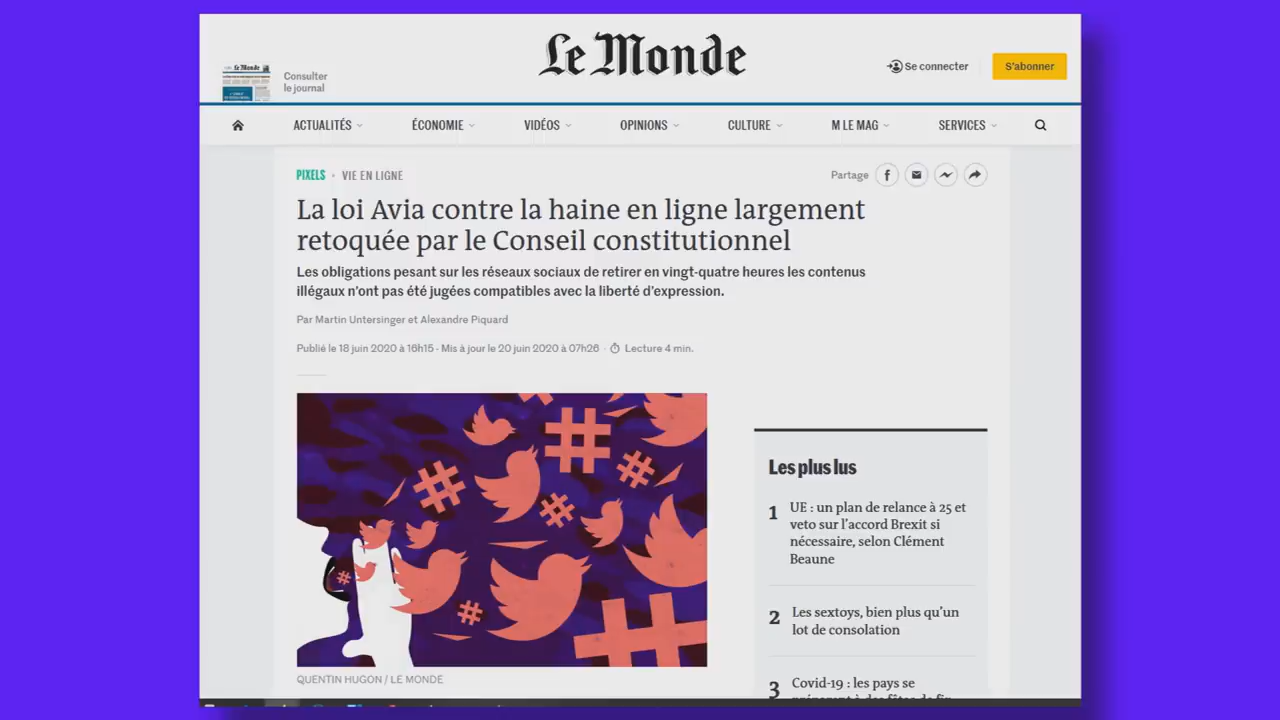 Le Monde
Consulter
le journal
Se connecter
S'abonner
ACTUALITÉS
ÉCONOMIE
VIDÉOS
OPINIONS
CULTURE
M LE MAG
SERVICES
PIXELS • VIE EN LIGNE
Partage
La loi Avia contre la haine en ligne largement
retoquée par le Conseil constitutionnel
Les obligations pesant sur les réseaux sociaux de retirer en vingt-quatre heures les contenus
illégaux n'ont pas été jugées compatibles avec la liberté d'expression.
Par Martin Untersinger et Alexandre Piquard
Publié le 18 juin 2020 à 16h15 - Mis à jour le 20 juin 2020 à 07h26 · Lecture 4 min.
QUENTIN HUGON / LE MONDE
Les plus lus
1 UE : un plan de relance à 25 et
veto sur l'accord Brexit si
nécessaire, selon Clément
Beaune
2 Les sextoys, bien plus qu'un
lot de consolation
3 Covid-19 : les pays se